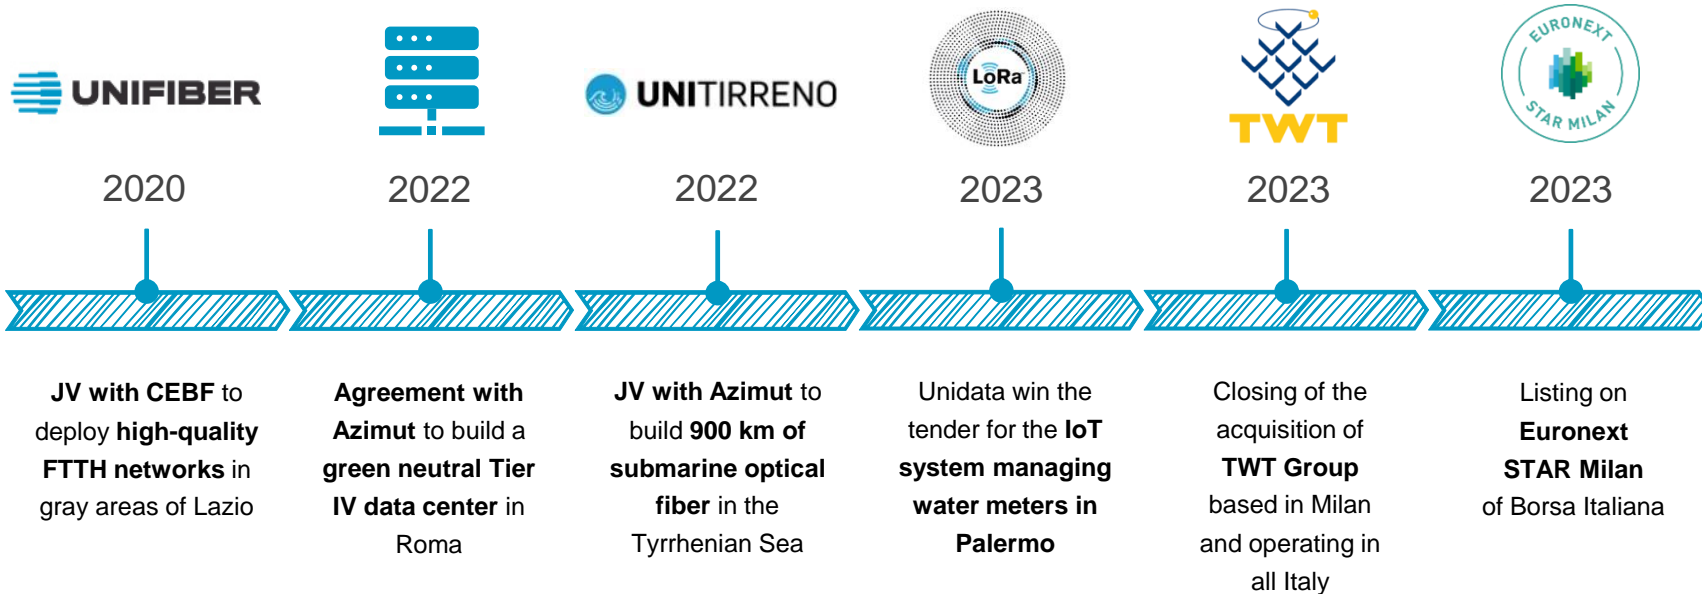 UNIFIBER
2020
JV with CEBF to
deploy high-quality
FTTH networks in
gray areas of Lazio
2022
Agreement with
Azimut to build a
green neutral Tier
IV data center in
Roma
UNITIRRENO
2022
JV with Azimut to
build 900 km of
submarine optical
fiber in the
Tyrrhenian Sea
LoRa
2023
Unidata win the
tender for the IoT
system managing
water meters in
Palermo
TWT
2023
Closing of the
acquisition of
TWT Group
based in Milan
and operating in
all Italy
EURONEXT
STAR MILAN
2023
Listing on
Euronext
STAR Milan
of Borsa Italiana